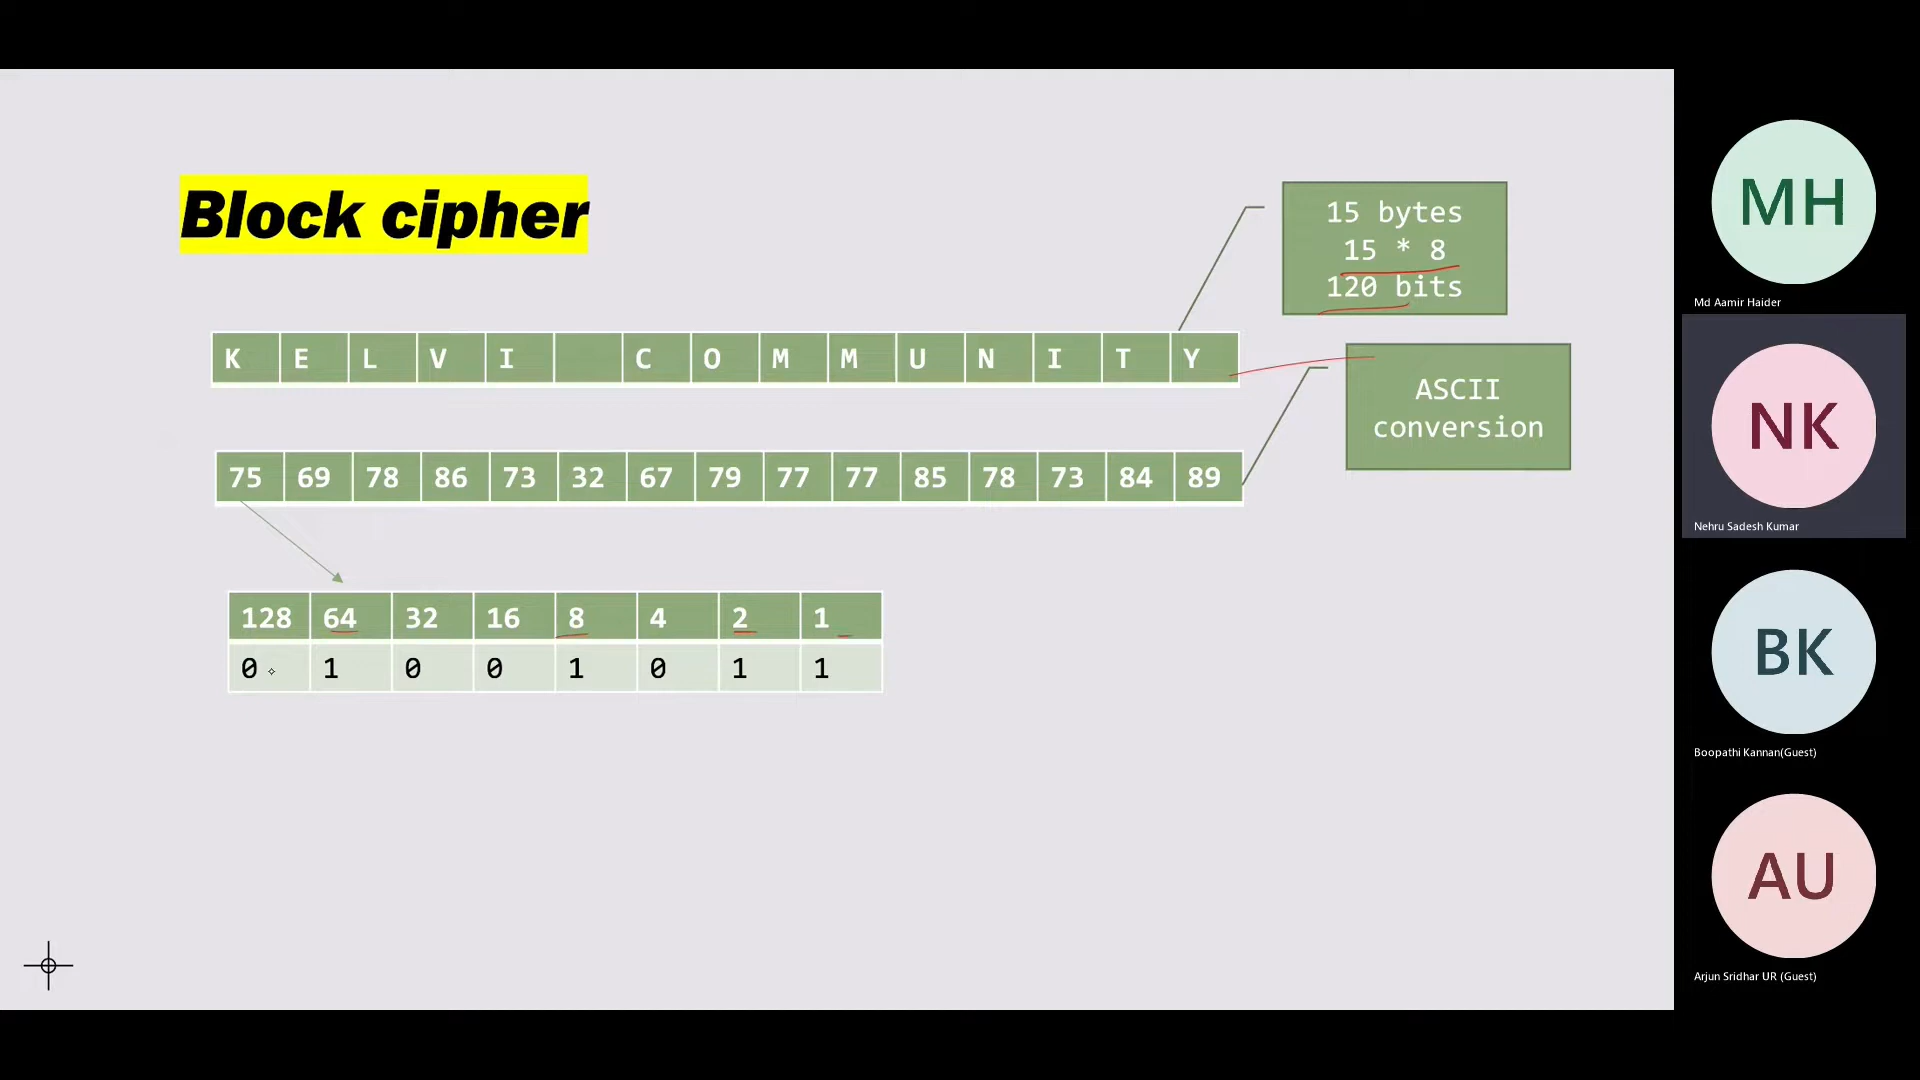 Block cipher
15 bytes
15 * 8
120 bits
K E L V I C O M M U N I T Y
ASCII
conversion
75 69 78 86 73 32 67 79 77 77 85 78 73 84 89
128 64 32 16 8 4 2 1
0 1 0 0 1 0 1 1
MH
Md Aamir Haider
NK
Nehru Sadesh Kumar
BK
Boopathi Kannan(Guest)
AU
Arjun Sridhar UR (Guest)